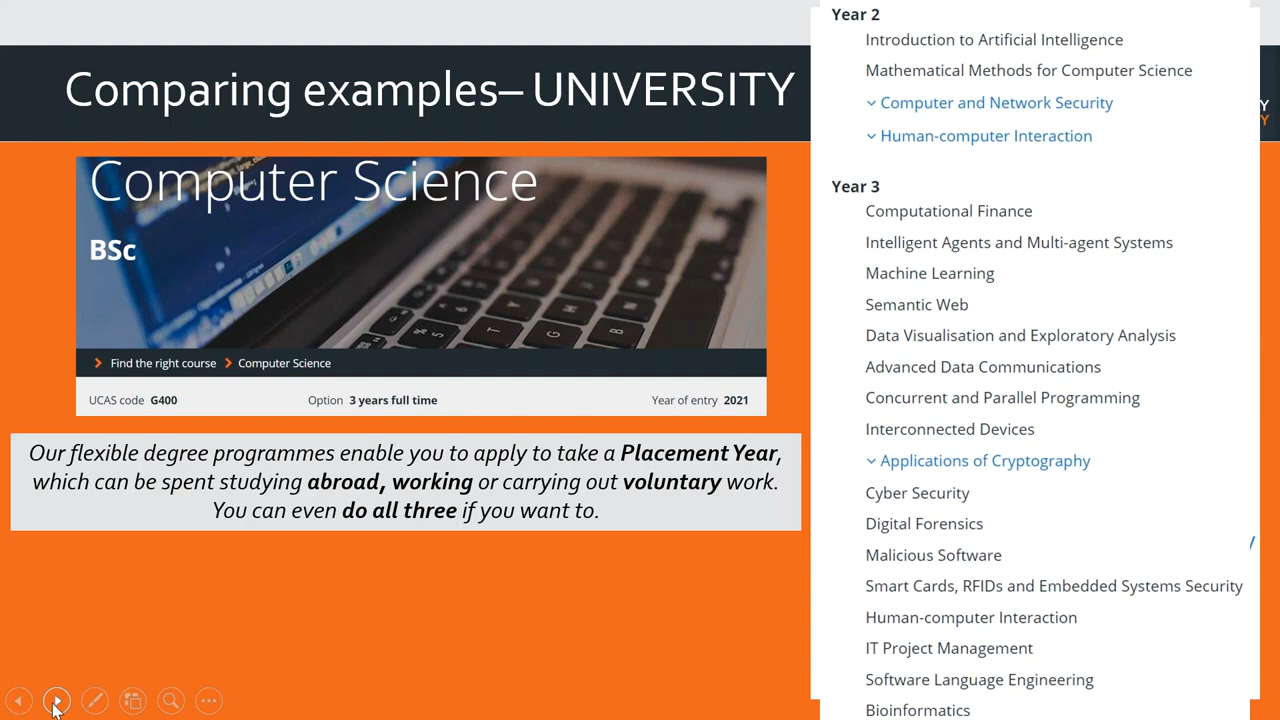 Comparing examples– UNIVERSITY
Computer Science
BSc
Find the right course
Computer Science
UCAS code G400
Option 3 years full time
Year of entry 2021
Our flexible degree programmes enable you to apply to take a Placement Year,
which can be spent studying abroad, working or carrying out voluntary work.
You can even do all three if you want to.
Year 2
Introduction to Artificial Intelligence
Mathematical Methods for Computer Science
Computer and Network Security
Human-computer Interaction
Year 3
Computational Finance
Intelligent Agents and Multi-agent Systems
Machine Learning
Semantic Web
Data Visualisation and Exploratory Analysis
Advanced Data Communications
Concurrent and Parallel Programming
Interconnected Devices
Applications of Cryptography
Cyber Security
Digital Forensics
Malicious Software
Smart Cards, RFIDs and Embedded Systems Security
Human-computer Interaction
IT Project Management
Software Language Engineering
Bioinformatics